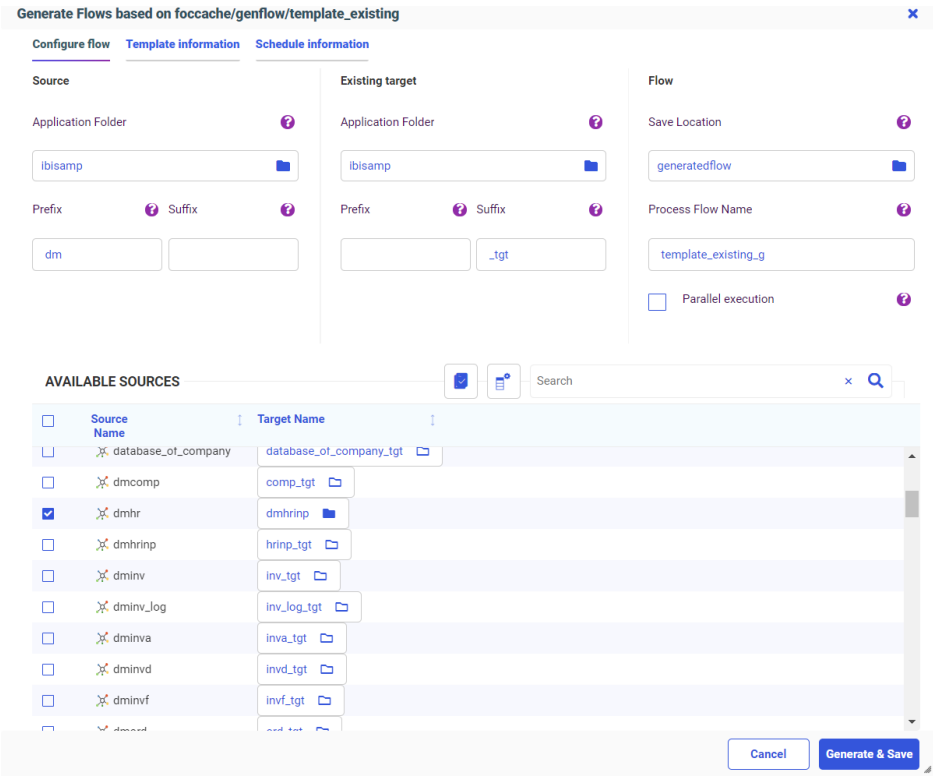 Generate Flows based on foccache/genflow/template_existing
Configure flow Template information Schedule information
Source Existing target Flow
Application Folder ? Application Folder ? Save Location ?
ibisamp ibisamp generatedflow
Prefix ? Suffix ? Prefix ? Suffix ? Process Flow Name ?
dm _tgt template_existing_g
Parallel execution ?
AVAILABLE SOURCES Search
Source Name Target Name
database_of_company database_of_company_tgt
dmcomp comp_tgt
dmhr dmhrinp
dmhrinp hrinp_tgt
dminv inv_tgt
dminv_log inv_log_tgt
dminva inva_tgt
dminvd invd_tgt
dminvf invf_tgt
dmord ord_tgt
Cancel Generate & Save